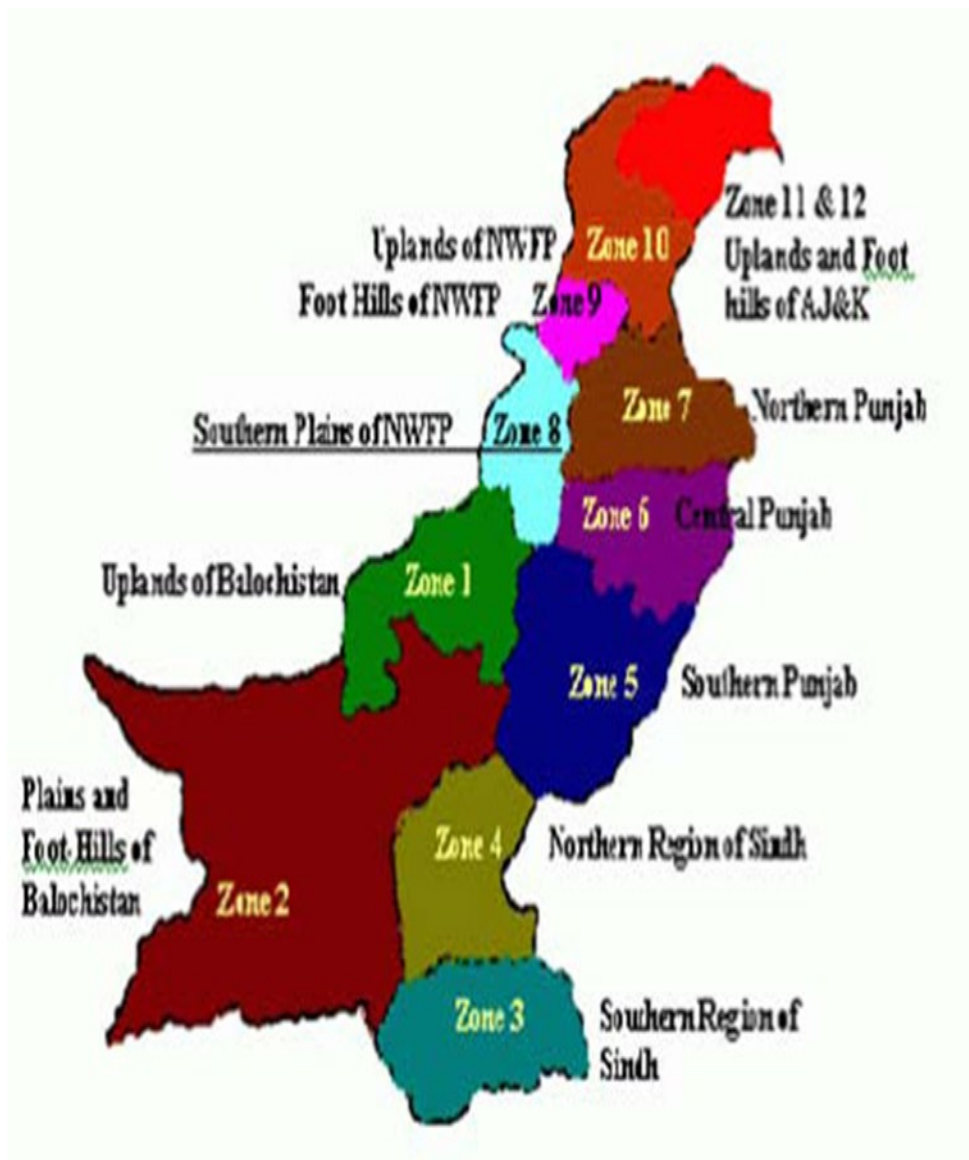 Zone 11 & 12
Uplands and Foot
hills of AJ&K
Uplands of NWFP
Zone 10
Foot Hills of NWFP
Zone 9
Zone 7
Northern Punjab
Southern Plains of NWFP
Zone 8
Zone 6
Central Punjab
Uplands of Balochistan
Zone 1
Zone 5
Southern Punjab
Plains and
Foot Hills of
Balochistan
Zone 2
Zone 4
Northern Region of Sindh
Zone 3
Southern Region of
Sindh